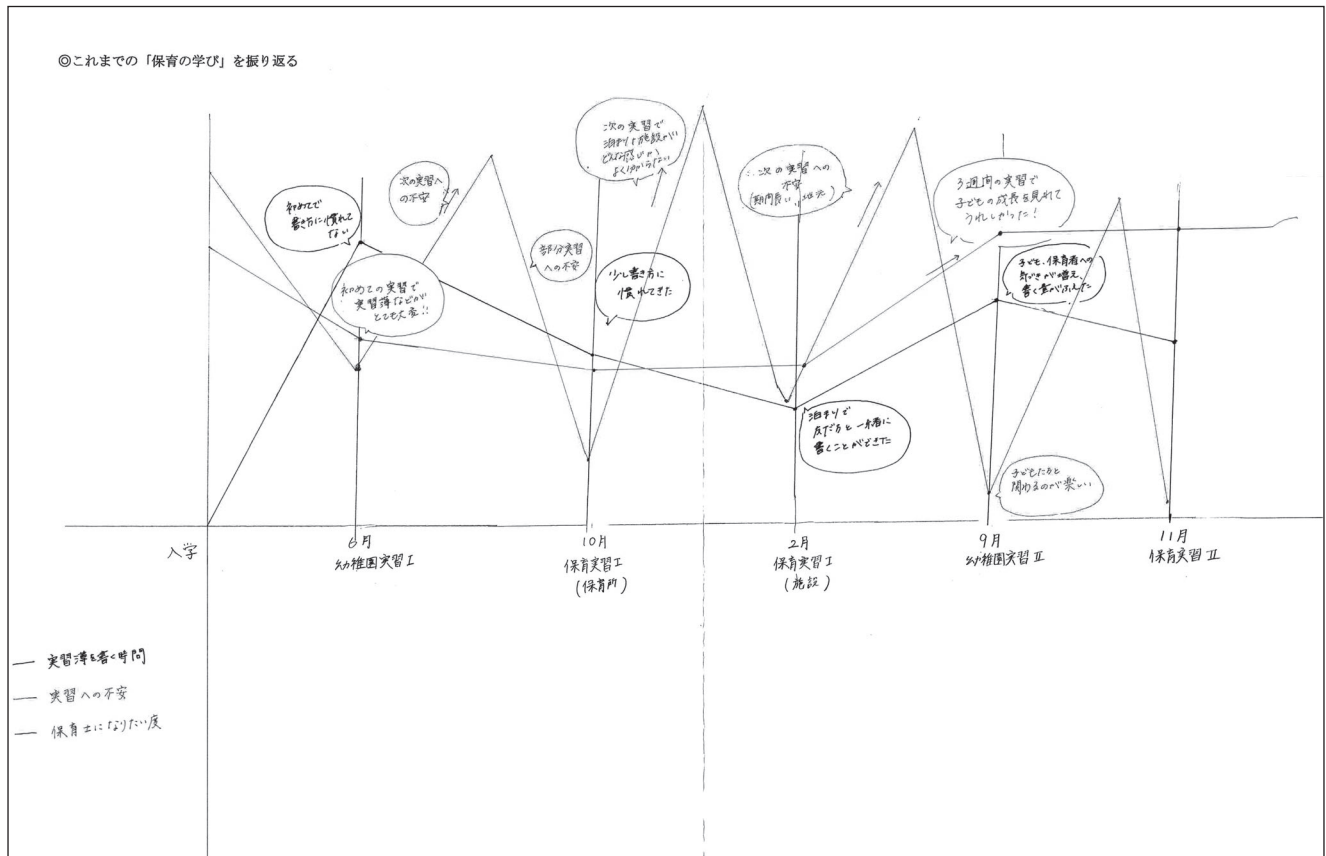 ◎これまでの「保育の学び」を振り返る
次の実習で
泊まりや施設が
どんな感じか
よく分からない
次の実習へ
の不安
次の実習への
不安
(期間長い、
3週間の実習で
子どもの成長を見れて
うれしかった！
初めてで
書き方に慣れて
ない
部分実習
への不安
少し書き方に
慣れてきた
子ども、保育者への
気づきが増え、
書く量がふえた
初めての実習で
実習簿などが
とても大変！！
泊まりで
友だちと一緒に
書くことができた
子どもたちと
関わるのが楽しい
入学
6月
幼稚園実習Ⅰ
10月
保育実習Ⅰ
(保育所)
2月
保育実習Ⅰ
(施設)
9月
幼稚園実習Ⅱ
11月
保育実習Ⅱ
実習簿を書く時間
実習への不安
保育士になりたい度